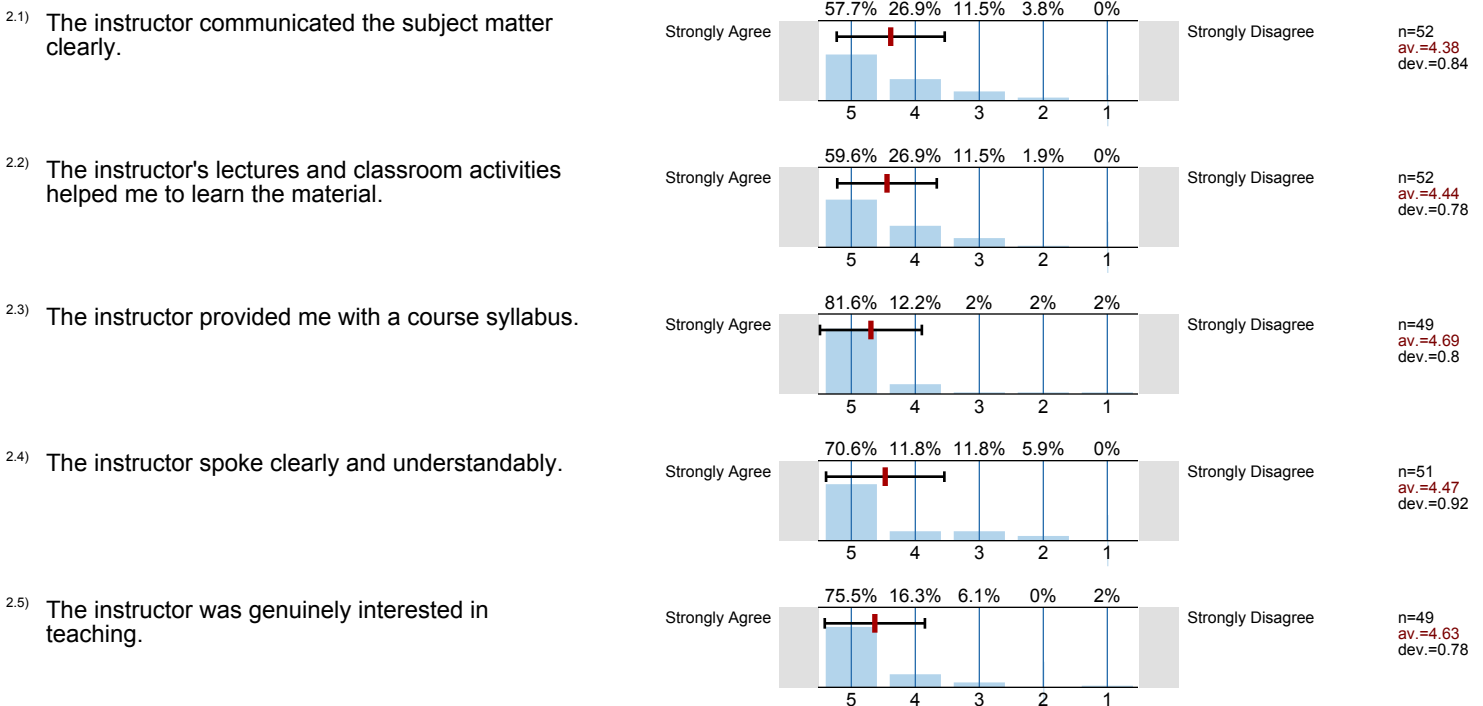 57.7% 26.9% 11.5% 3.8% 0%
2.1) The instructor communicated the subject matter
clearly.
Strongly Agree
Strongly Disagree
n=52
av.=4.38
dev.=0.84
5 4 3 2 1
59.6% 26.9% 11.5% 1.9% 0%
2.2) The instructor's lectures and classroom activities
helped me to learn the material.
Strongly Agree
Strongly Disagree
n=52
av.=4.44
dev.=0.78
5 4 3 2 1
81.6% 12.2% 2% 2% 2%
2.3) The instructor provided me with a course syllabus.
Strongly Agree
Strongly Disagree
n=49
av.=4.69
dev.=0.8
5 4 3 2 1
70.6% 11.8% 11.8% 5.9% 0%
2.4) The instructor spoke clearly and understandably.
Strongly Agree
Strongly Disagree
n=51
av.=4.47
dev.=0.92
5 4 3 2 1
75.5% 16.3% 6.1% 0% 2%
2.5) The instructor was genuinely interested in
teaching.
Strongly Agree
Strongly Disagree
n=49
av.=4.63
dev.=0.78
5 4 3 2 1